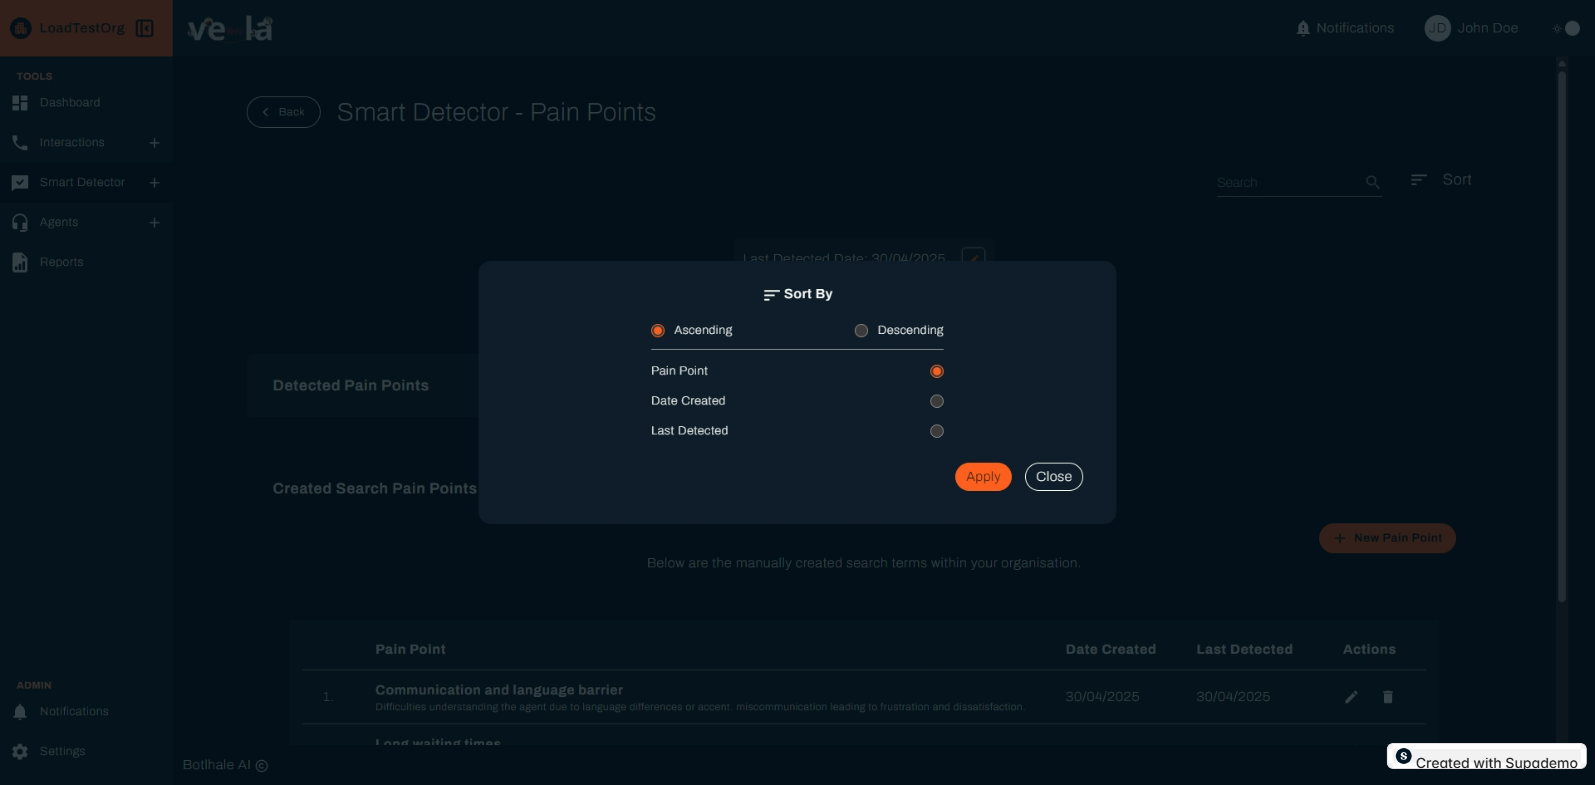 LoadTestOrg
vela
Notifications
JD John Doe
TOOLS
Dashboard
Interactions
Smart Detector
Agents
Reports
Back
Smart Detector - Pain Points
Search
Sort
Last Detected Date: 30/04/2025
Sort By
Ascending
Descending
Pain Point
Date Created
Last Detected
Apply
Close
Detected Pain Points
Created Search Pain Points
New Pain Point
Below are the manually created search terms within your organisation.
Pain Point Date Created Last Detected Actions
1. Communication and language barrier 30/04/2025 30/04/2025
Difficulties understanding the agent due to language differences or accent, miscommunication leading to frustration and dissatisfaction.
Long waiting times
ADMIN
Notifications
Settings
Botlhale AI ©
S Created with Supademo